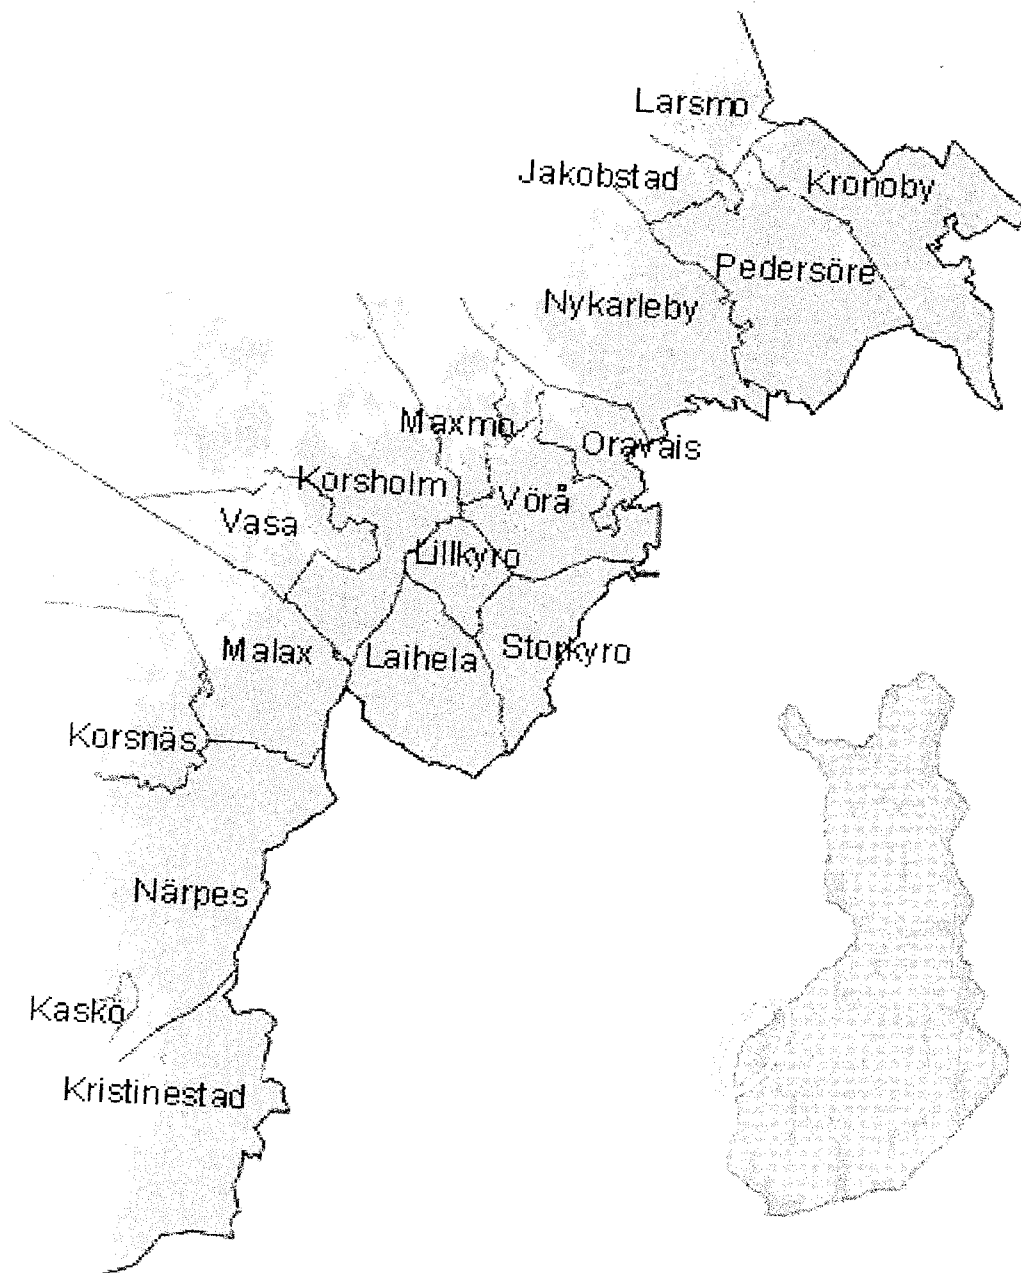 Larsmo
Jakobstad
Kronoby
Pedersöre
Nykarleby
Maxmo
Oravais
Korsholm
Vörå
Vasa
Lillkyro
Malax
Laihela
Storkyro
Korsnäs
Närpes
Kaskö
Kristinestad